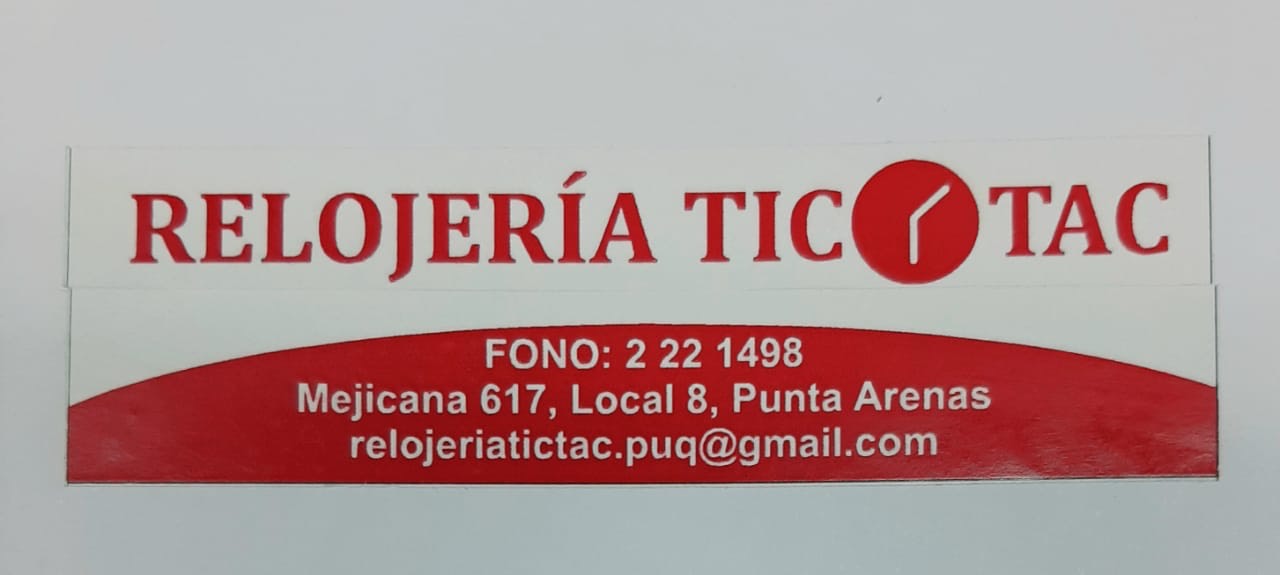 RELOJERÍA TIC TAC
FONO: 2 22 1498
Mejicana 617, Local 8, Punta Arenas
relojeriatictac.puq@gmail.com